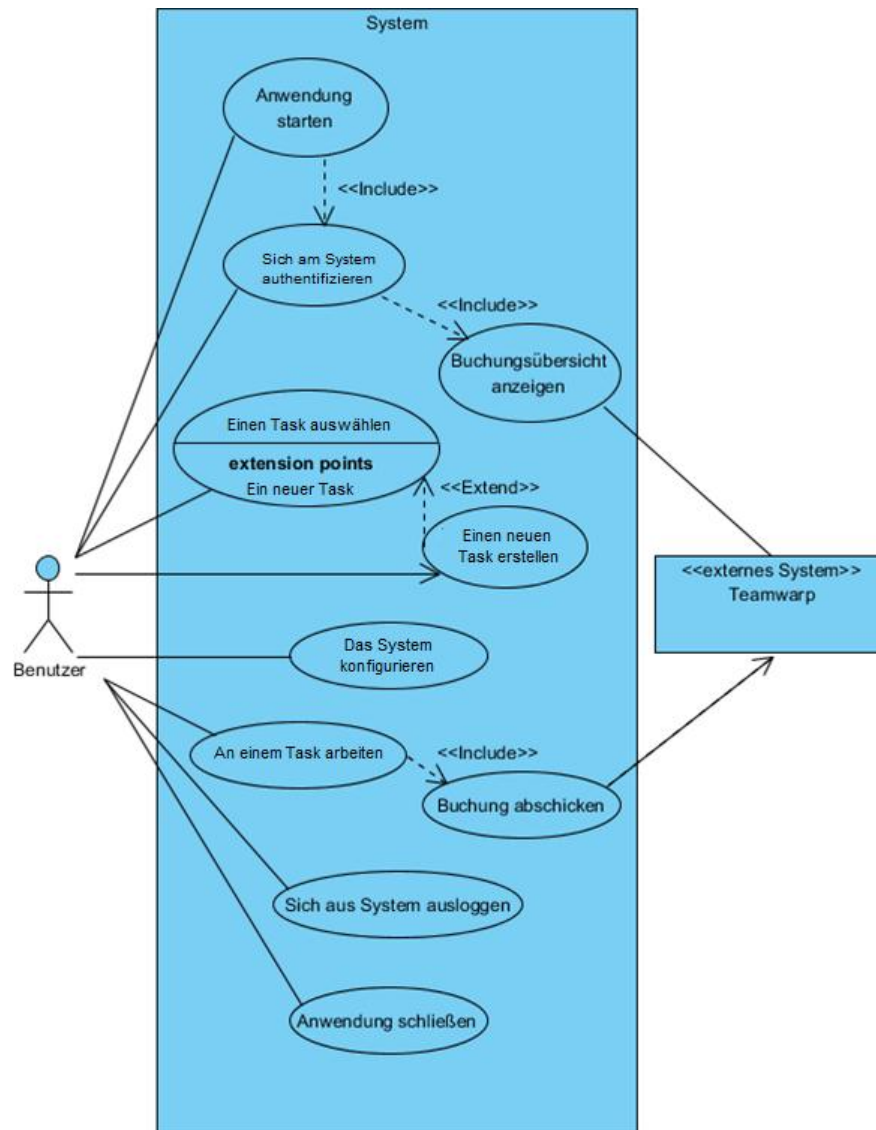 System
Anwendung
starten
<<Include>>
Sich am System
authentifizieren
<<Include>>
Buchungsübersicht
anzeigen
Einen Task auswählen
extension points
Ein neuer Task
<<Extend>>
Einen neuen
Task erstellen
<<externes System>>
Teamwarp
Benutzer
Das System
konfigurieren
An einem Task arbeiten
<<Include>>
Buchung abschicken
Sich aus System ausloggen
Anwendung schließen